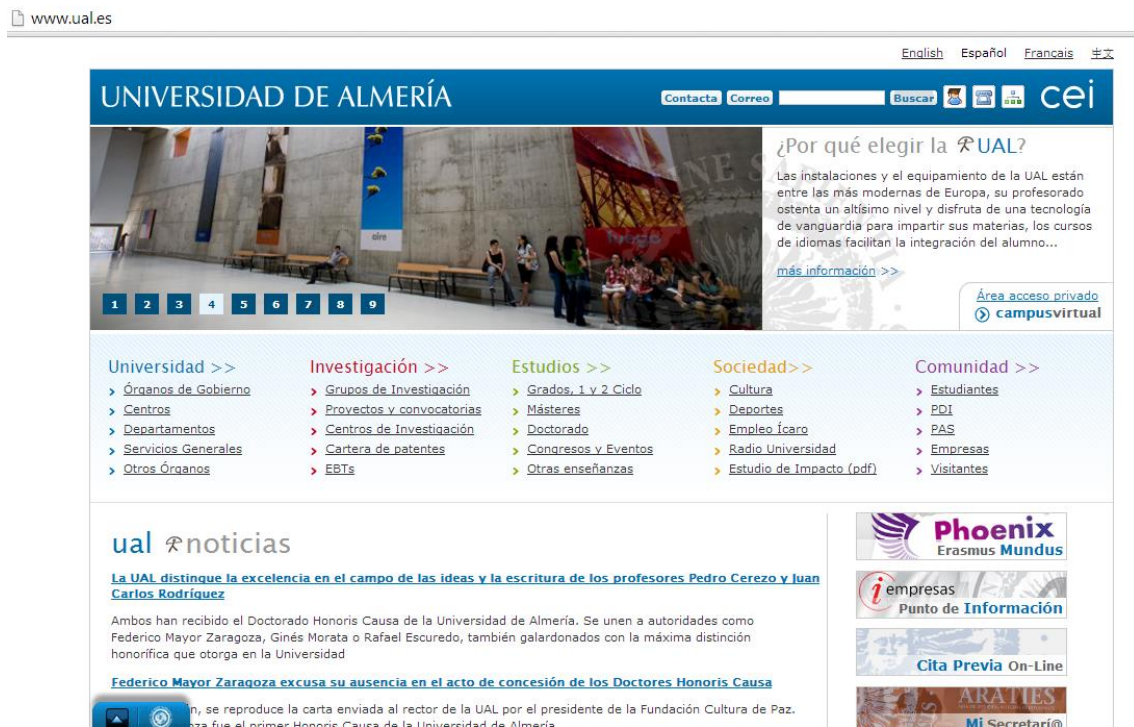 www.ual.es
English Español Francais 中文
UNIVERSIDAD DE ALMERÍA
Contacta Correo Buscar cei
aire
fuego
¿Por qué elegir la UAL?
Las instalaciones y el equipamiento de la UAL están
entre las más modernas de Europa, su profesorado
ostenta un altísimo nivel y disfruta de una tecnología
de vanguardia para impartir sus materias, los cursos
de idiomas facilitan la integración del alumno...
más información >>
Área acceso privado
campusvirtual
1 2 3 4 5 6 7 8 9
Universidad >>
Órganos de Gobierno
Centros
Departamentos
Servicios Generales
Otros Órganos
Investigación >>
Grupos de Investigación
Proyectos y convocatorias
Centros de Investigación
Cartera de patentes
EBTs
Estudios >>
Grados, 1 y 2 Ciclo
Másteres
Doctorado
Congresos y Eventos
Otras enseñanzas
Sociedad>>
Cultura
Deportes
Empleo Ícaro
Radio Universidad
Estudio de Impacto (pdf)
Comunidad >>
Estudiantes
PDI
PAS
Empresas
Visitantes
ual noticias
La UAL distingue la excelencia en el campo de las ideas y la escritura de los profesores Pedro Cerezo y Juan
Carlos Rodríguez
Ambos han recibido el Doctorado Honoris Causa de la Universidad de Almería. Se unen a autoridades como
Federico Mayor Zaragoza, Ginés Morata o Rafael Escuredo, también galardonados con la máxima distinción
honorífica que otorga en la Universidad
Federico Mayor Zaragoza excusa su ausencia en el acto de concesión de los Doctores Honoris Causa
n, se reproduce la carta enviada al rector de la UAL por el presidente de la Fundación Cultura de Paz.
za fue el primer Honoris Causa de la Universidad de Almería
Phoenix
Erasmus Mundus
i empresas
Punto de Información
Cita Previa On-Line
ARATIES
Mi Secretarí@